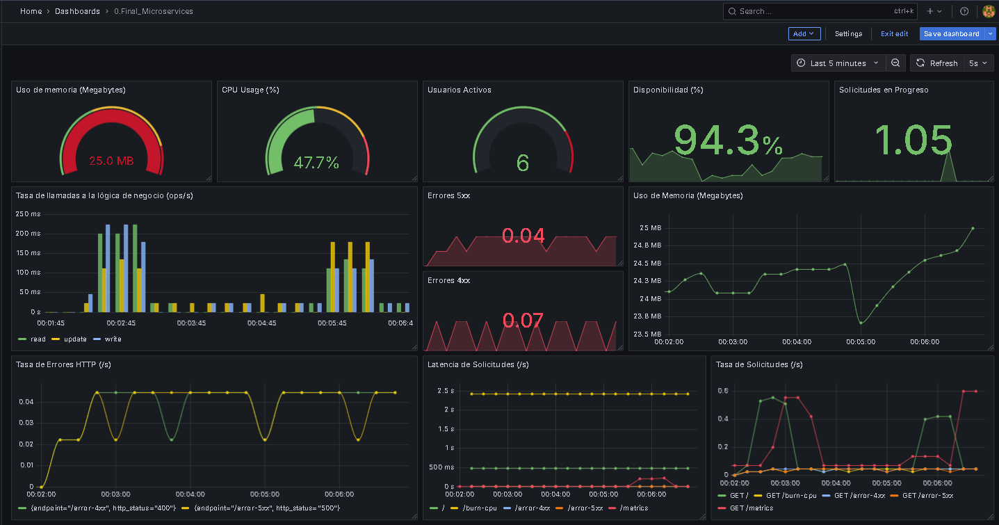 Home › Dashboards › 0.Final_Microservices
Search... ctrl+k
Add Settings Exit edit Save dashboard
Last 5 minutes Refresh 5s
Uso de memoria (Megabytes)
25.0 MB
CPU Usage (%)
47.7%
Usuarios Activos
6
Disponibilidad (%)
94.3%
Solicitudes en Progreso
1.05
Tasa de llamadas a la lógica de negocio (ops/s)
250 ms
200 ms
150 ms
100 ms
50 ms
0 s
00:01:45 00:02:45 00:03:45 00:04:45 00:05:45 00:06:4
read update write
Errores 5xx
0.04
Errores 4xx
0.07
Uso de Memoria (Megabytes)
25 MB
24.8 MB
24.5 MB
24.3 MB
24 MB
23.8 MB
23.5 MB
00:02:00 00:03:00 00:04:00 00:05:00 00:06:00
Tasa de Errores HTTP (/s)
0.04
0.03
0.02
0.01
0
00:02:00 00:03:00 00:04:00 00:05:00 00:06:00
{endpoint="/error-4xx", http_status="400"} {endpoint="/error-5xx", http_status="500"}
Latencia de Solicitudes (/s)
2.5 s
2 s
1.5 s
1 s
500 ms
0 s
00:02:00 00:03:00 00:04:00 00:05:00 00:06:00
/ /burn-cpu /error-4xx /error-5xx /metrics
Tasa de Solicitudes (/s)
0.6
0.4
0.2
0
00:02:00 00:03:00 00:04:00 00:05:00 00:06:00
GET / GET /burn-cpu GET /error-4xx GET /error-5xx
GET /metrics